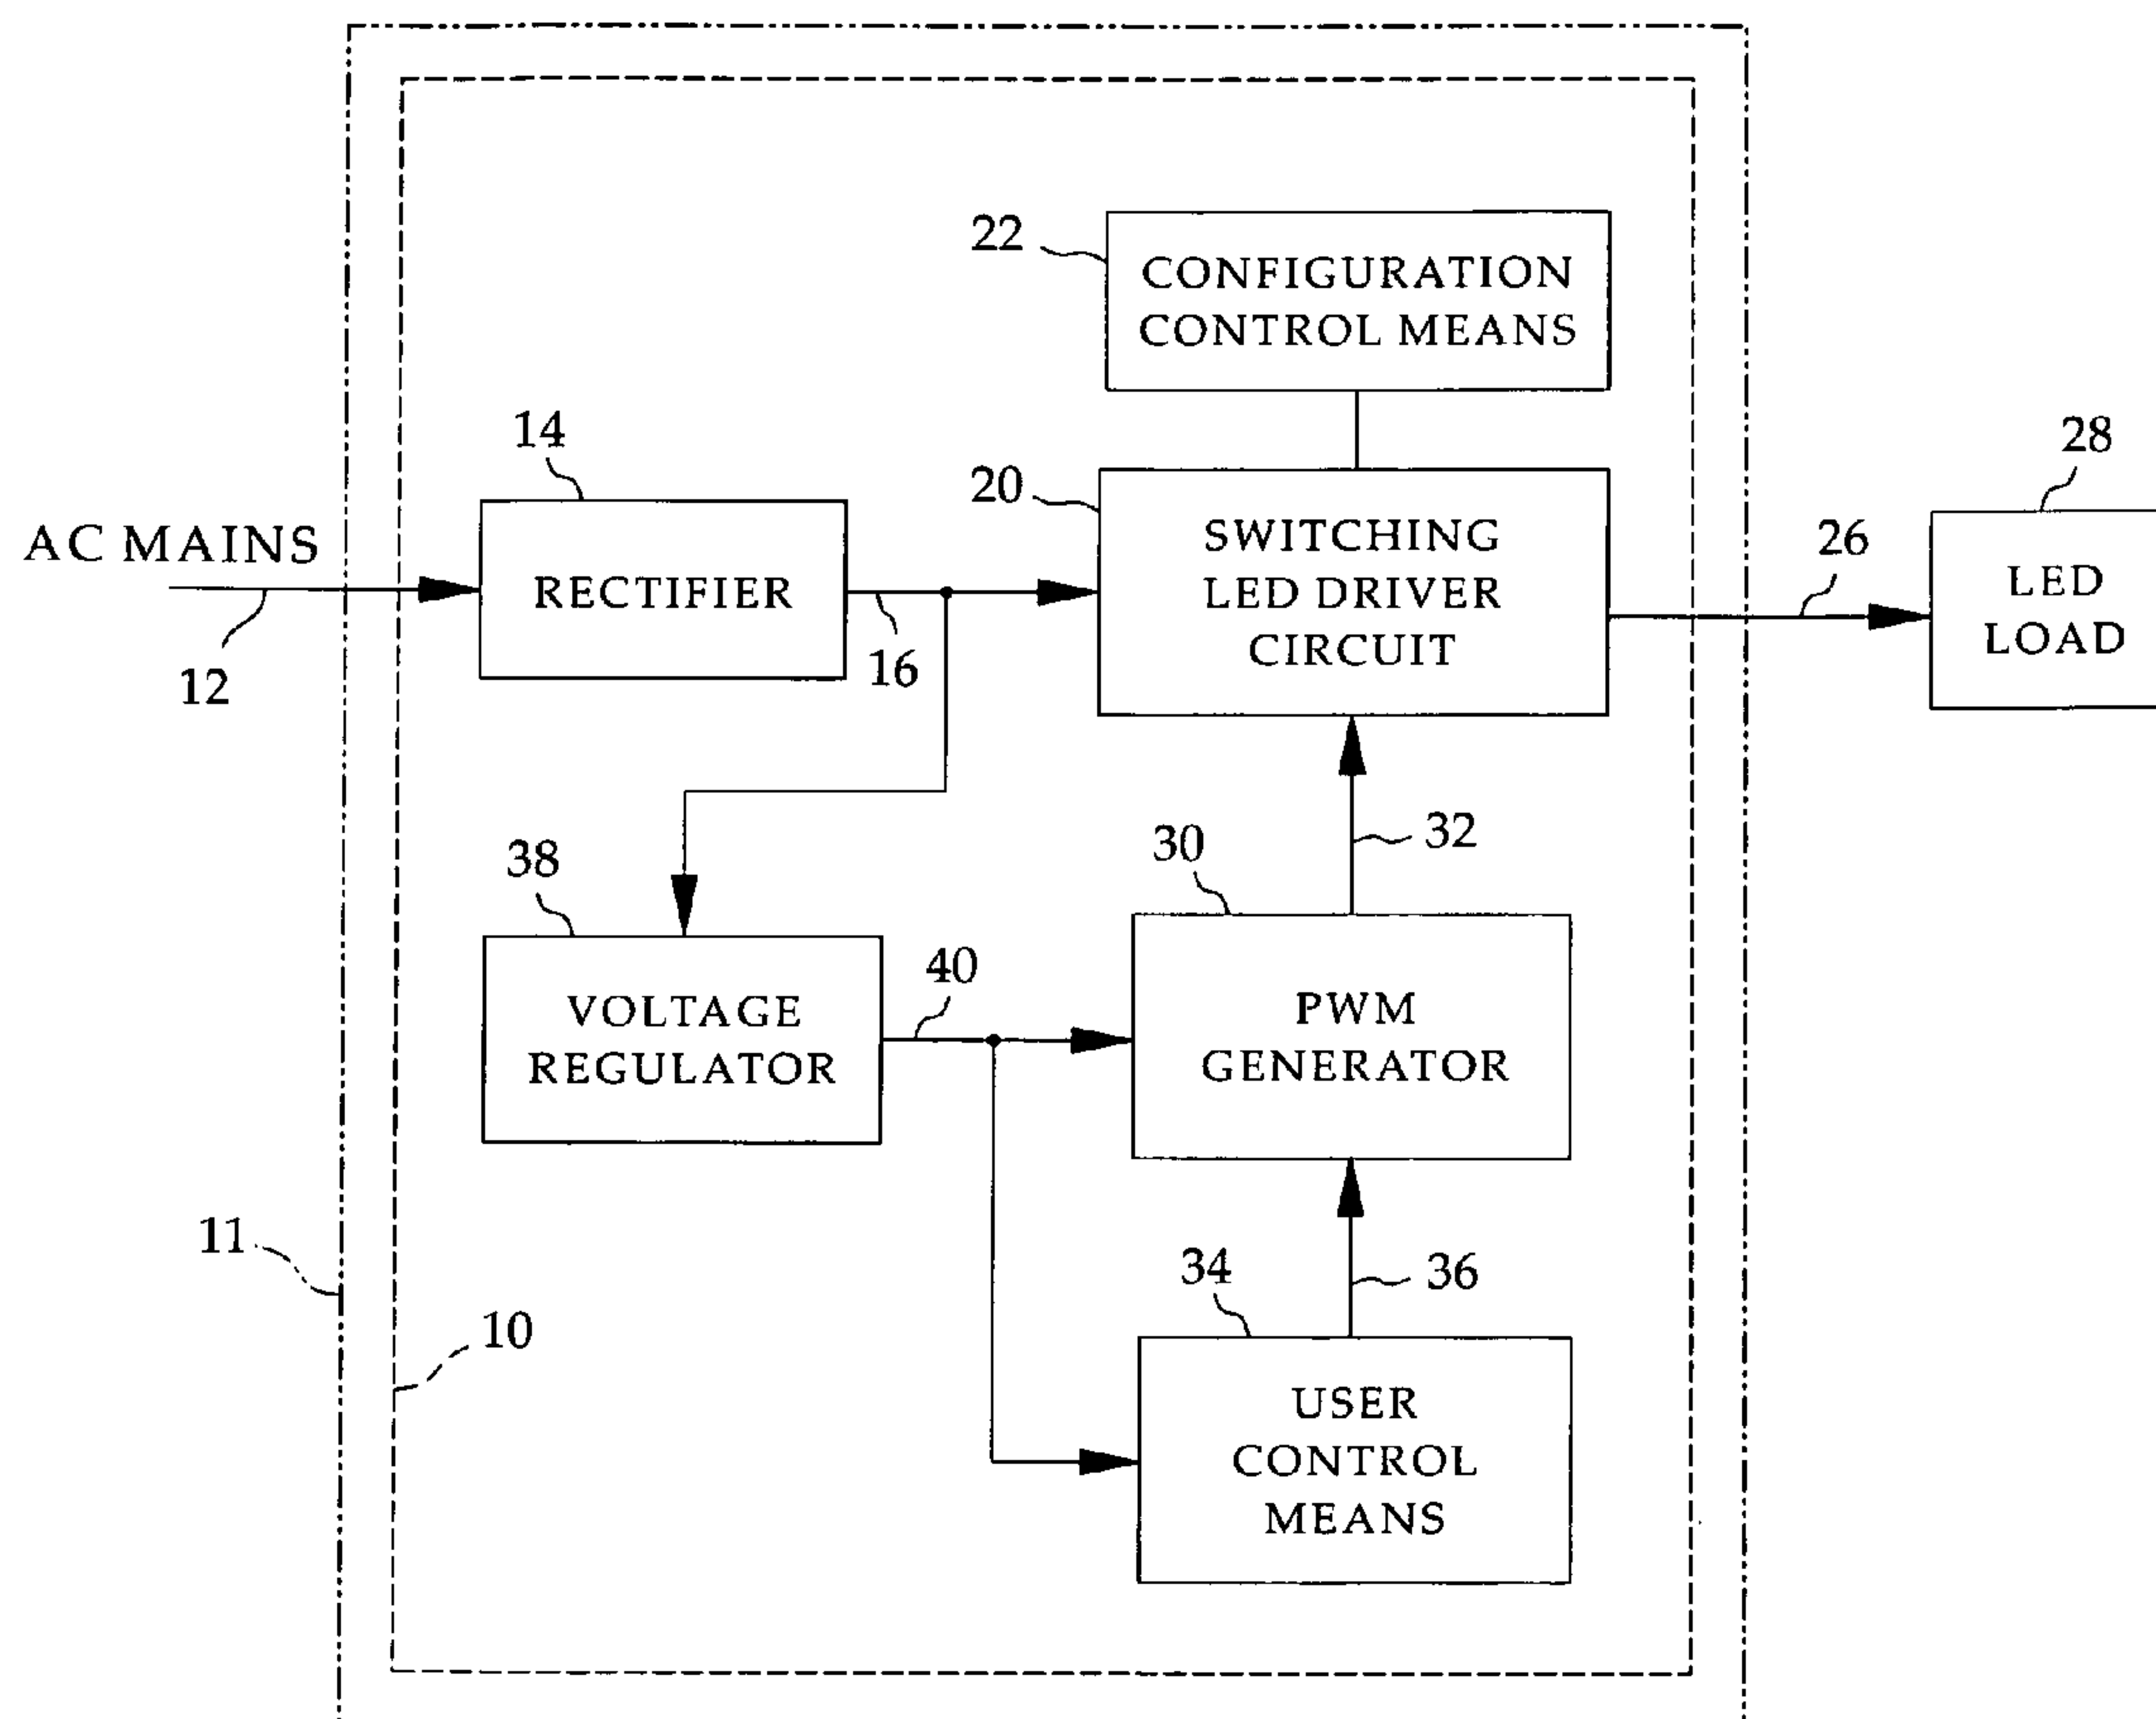 22
CONFIGURATION
CONTROL MEANS
14
20
28
AC MAINS
12
RECTIFIER
16
SWITCHING
LED DRIVER
CIRCUIT
26
LED
LOAD
38
30
32
VOLTAGE
REGULATOR
40
PWM
GENERATOR
11
10
34
36
USER
CONTROL
MEANS